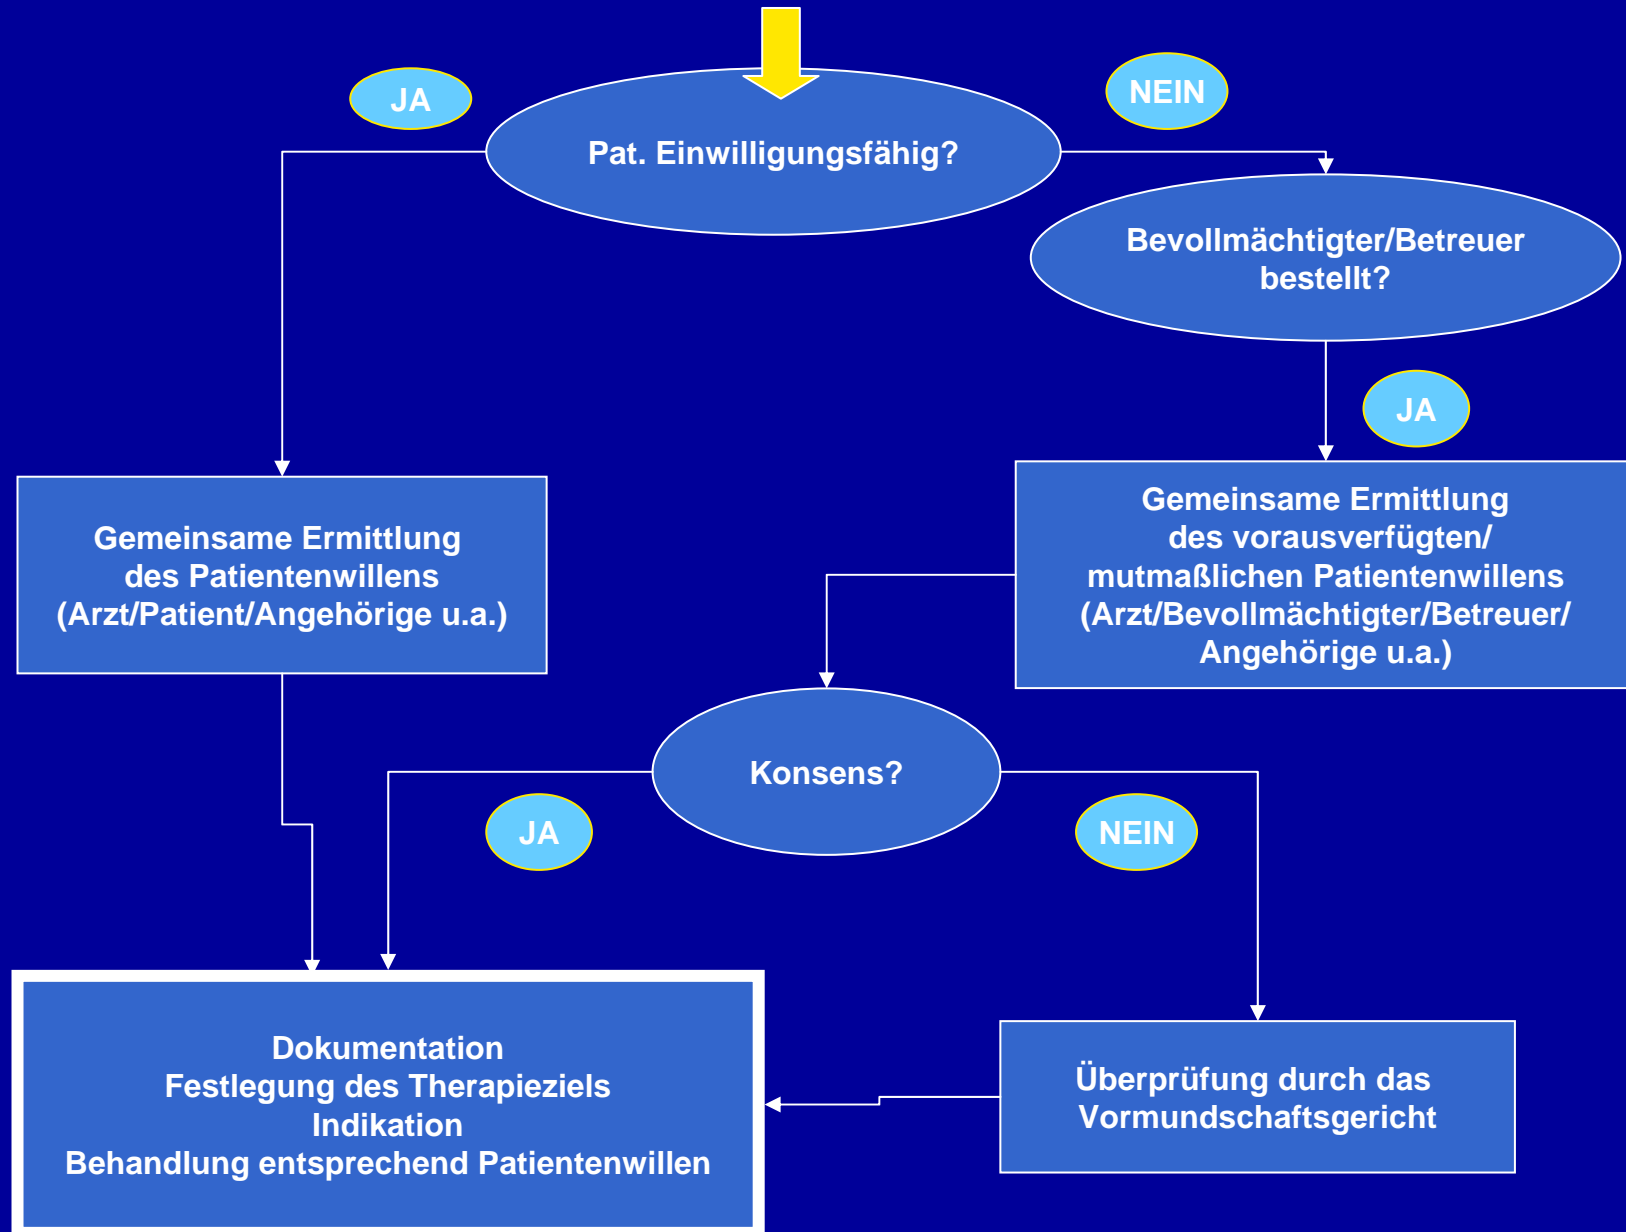 JA
NEIN
Pat. Einwilligungsfähig?
Bevollmächtigter/Betreuer
bestellt?
JA
Gemeinsame Ermittlung
des Patientenwillens
(Arzt/Patient/Angehörige u.a.)
Gemeinsame Ermittlung
des vorausverfügten/
mutmaßlichen Patientenwillens
(Arzt/Bevollmächtigter/Betreuer/
Angehörige u.a.)
Konsens?
JA
NEIN
Dokumentation
Festlegung des Therapieziels
Indikation
Behandlung entsprechend Patientenwillen
Überprüfung durch das
Vormundschaftsgericht